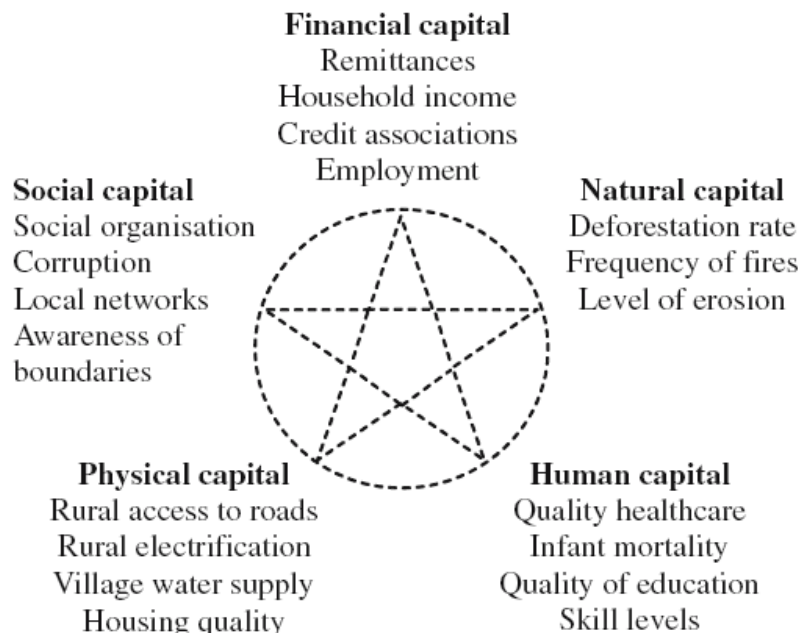 Financial capital
Remittances
Household income
Credit associations
Employment
Social capital
Social organisation
Corruption
Local networks
Awareness of
boundaries
Natural capital
Deforestation rate
Frequency of fires
Level of erosion
Physical capital
Rural access to roads
Rural electrification
Village water supply
Housing quality
Human capital
Quality healthcare
Infant mortality
Quality of education
Skill levels